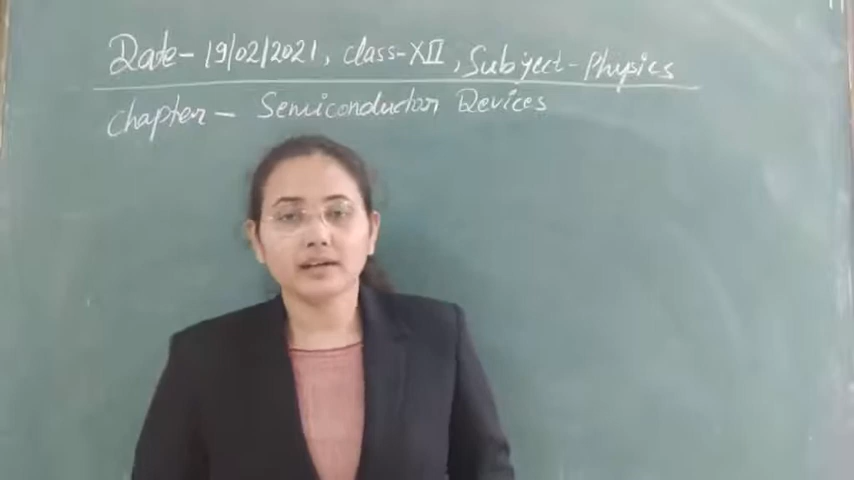 Date- 19/02/2021, class-XII, Subject-Physics
Chapter- Semiconductor Devices